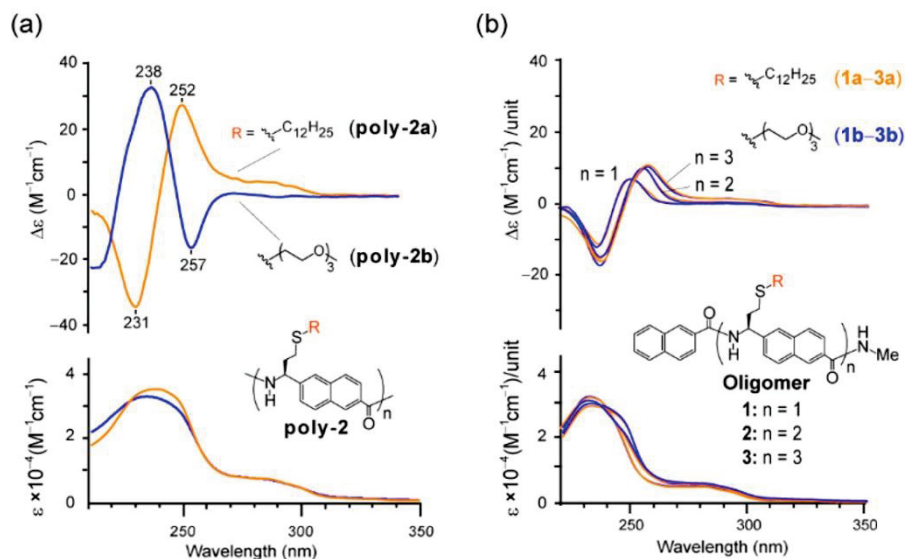 (a)
40
20
0
−20
−40
Δε (M⁻¹cm⁻¹)
238
252
257
231
R = C₁₂H₂₅ (poly-2a)
( O )₃ (poly-2b)
S R
( N H O )n
poly-2
4
2
0
ε ×10⁻⁴(M⁻¹cm⁻¹)
250 300 350
Wavelength (nm)
(b)
40
20
0
−20
Δε (M⁻¹cm⁻¹) /unit
R = C₁₂H₂₅ (1a–3a)
( O )₃ (1b–3b)
n = 1
n = 3
n = 2
S R
O ( N H O )n H N Me
Oligomer
1: n = 1
2: n = 2
3: n = 3
4
2
0
ε ×10⁻⁴(M⁻¹cm⁻¹)/unit
250 300 350
Wavelength (nm)